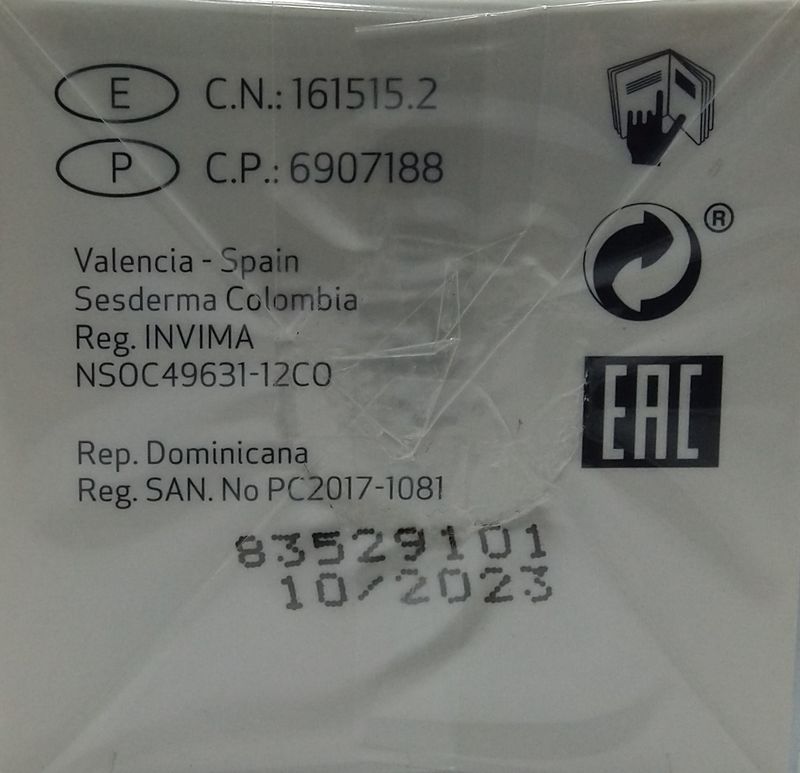 E C.N.: 161515.2
P C.P.: 6907188
®
Valencia - Spain
Sesderma Colombia
Reg. INVIMA
NSOC49631-12CO
EAC
Rep. Dominicana
Reg. SAN. No PC2017-1081
83529101
10/2023